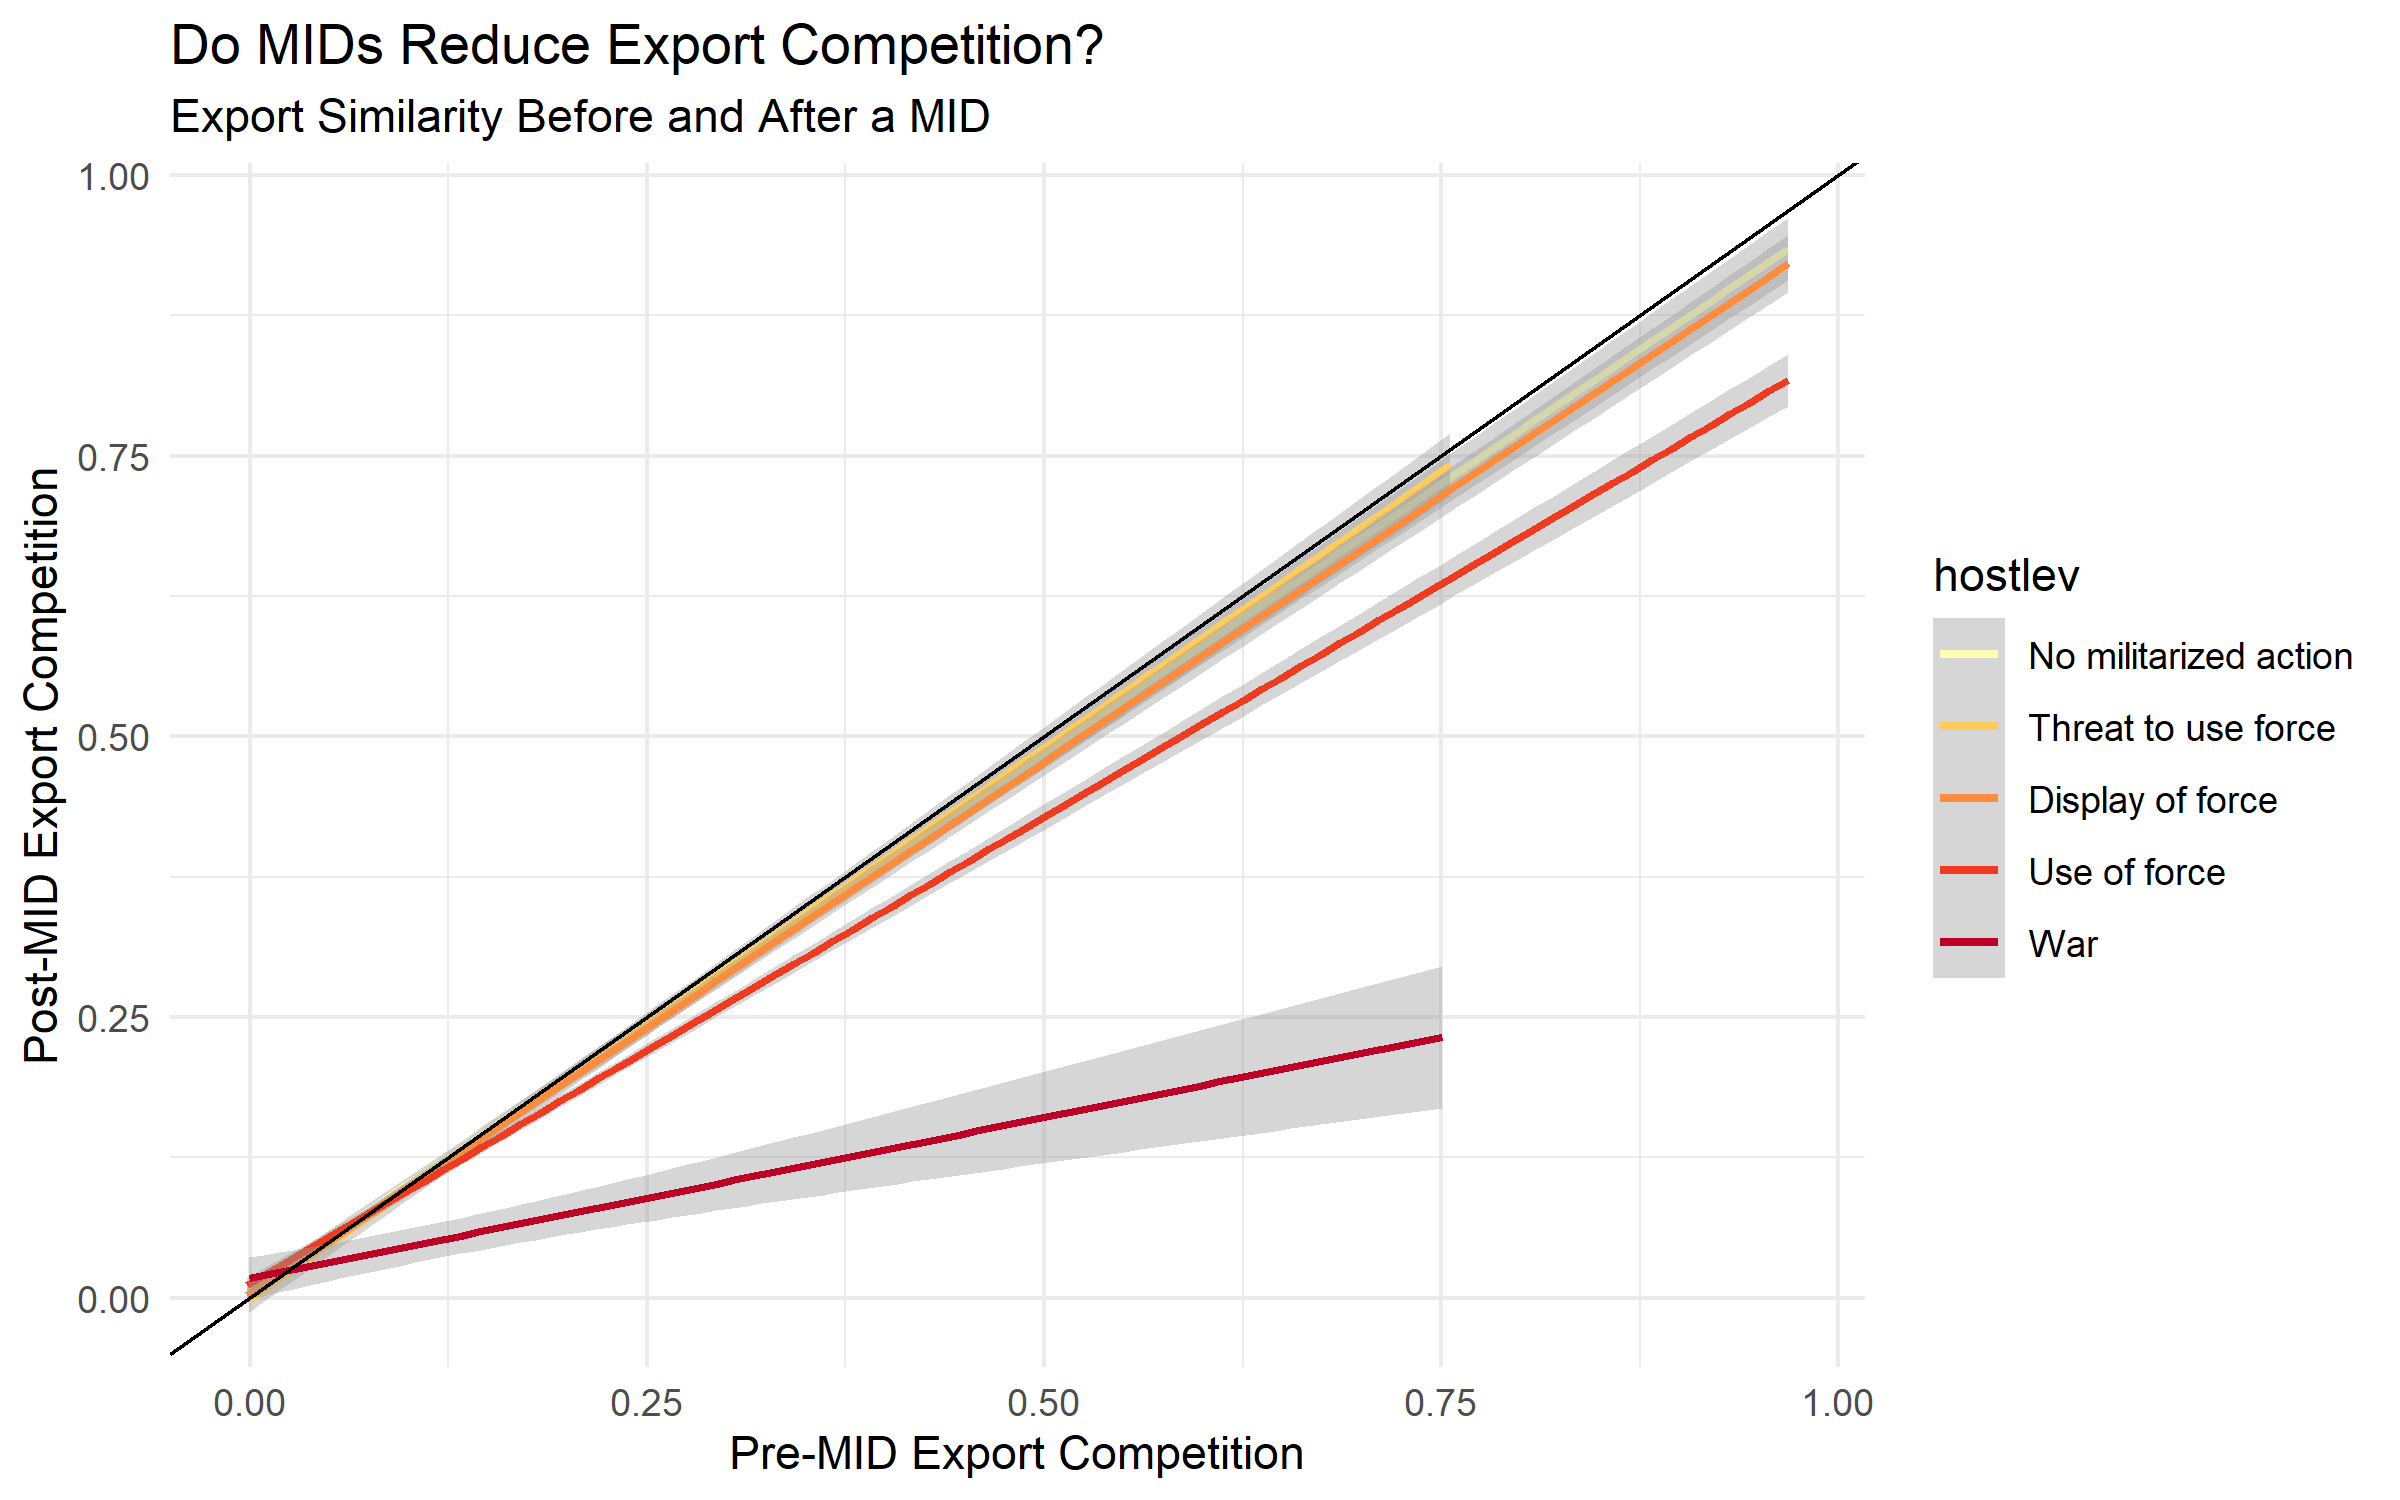 Do MIDs Reduce Export Competition?
Export Similarity Before and After a MID
1.00
0.75
0.50
0.25
0.00
Post-MID Export Competition
0.00
0.25
0.50
0.75
1.00
Pre-MID Export Competition
hostlev
No militarized action
Threat to use force
Display of force
Use of force
War